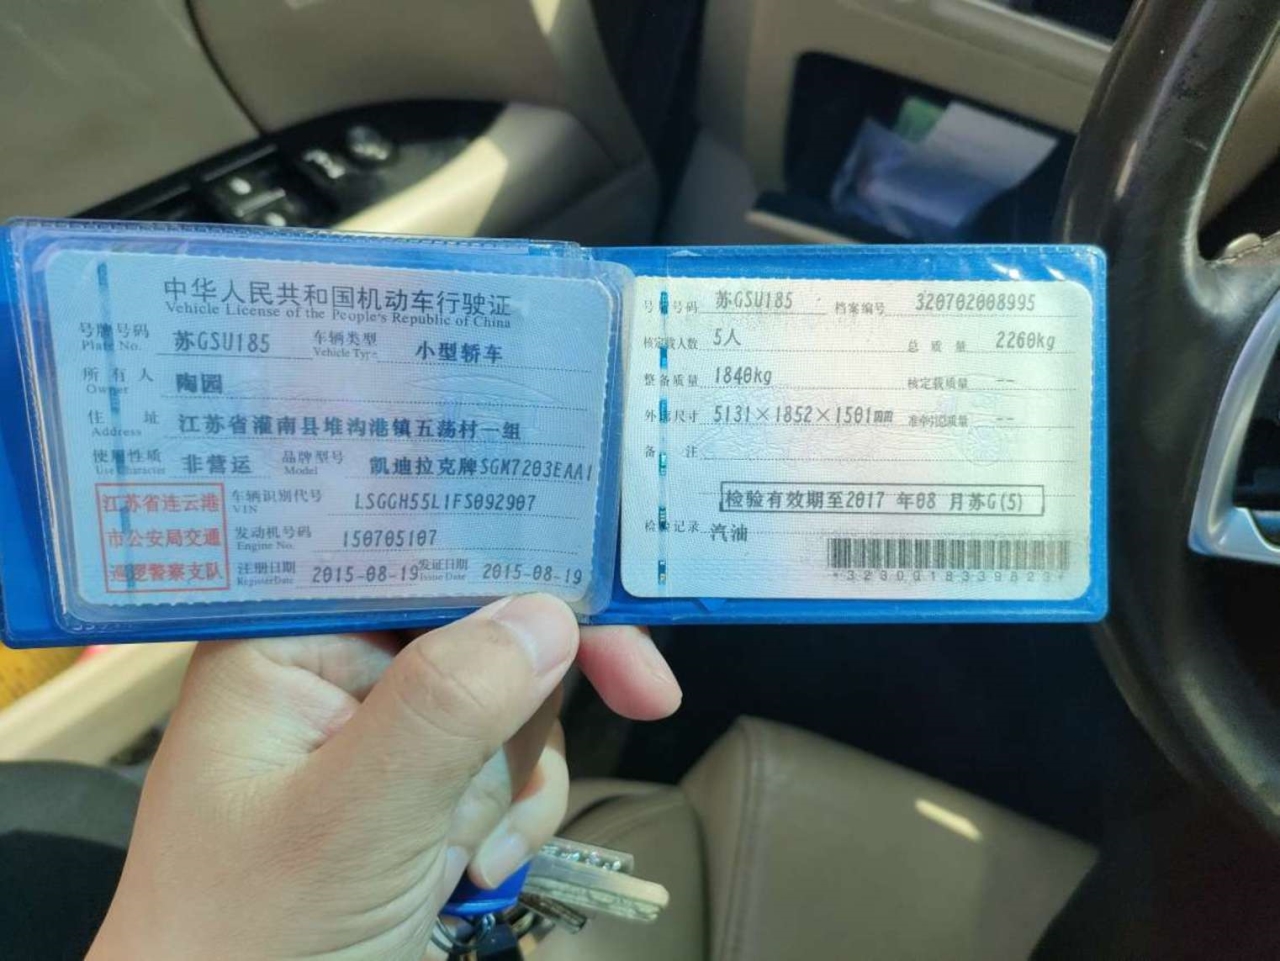 中华人民共和国机动车行驶证
Vehicle License of the People's Republic of China
号牌号码 苏GSU185 车辆类型 小型轿车
Plate No. Vehicle Type
所有人 陶园
Owner
住址 江苏省灌南县堆沟港镇五荡村一组
Address
使用性质 非营运 品牌型号 凯迪拉克牌SGM7203EAA1
Use Character Model
江苏省连云港
市公安局交通
巡逻警察支队
车辆识别代号 LSGGH55L1FS092907
VIN
发动机号码 150705107
Engine No.
注册日期 2015-08-19 发证日期 2015-08-19
Register Date Issue Date
号牌号码 苏GSU185 档案编号 320702008995
核定载人数 5人 总质量 2260kg
整备质量 1840kg 核定载质量 --
外廓尺寸 5131×1852×1501mm 准牵引总质量 --
备注
检验有效期至2017 年08 月苏G(5)
检验记录 汽油